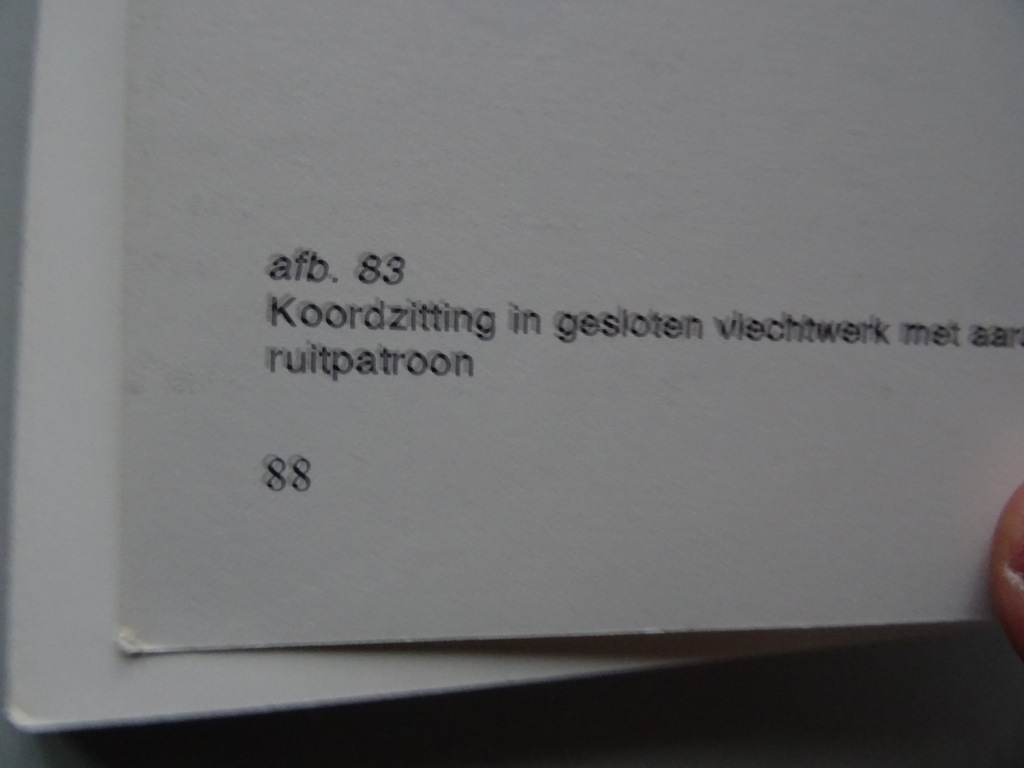 afb. 83
Koordzitting in gesloten vlechtwerk met
ruitpatroon
88